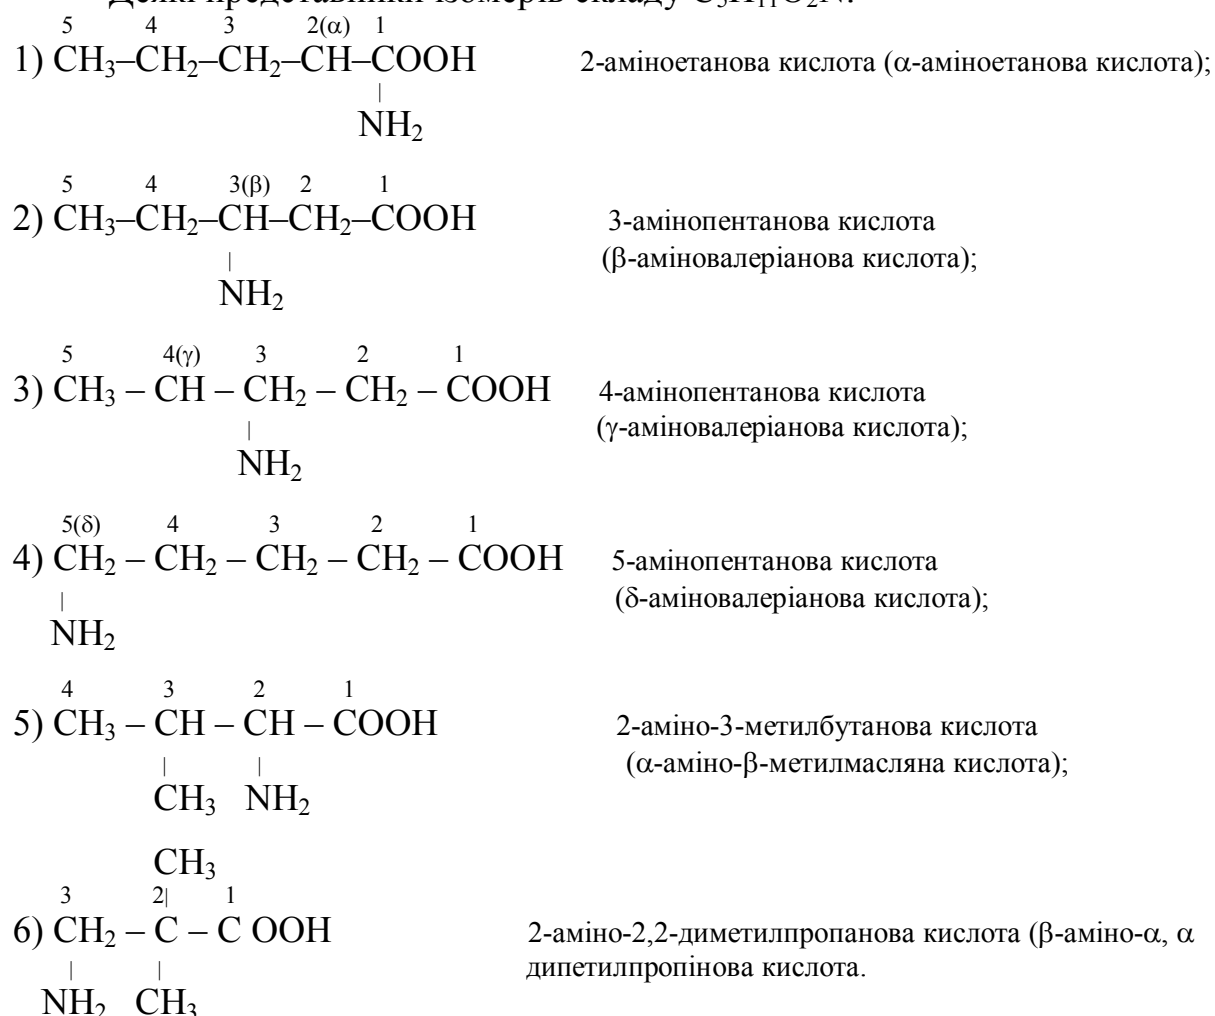 Деякі представники ізомерів складу C₅H₁₁O₂N:
5 4 3 2(α) 1
1) CH₃–CH₂–CH₂–CH–COOH 2-аміноетанова кислота (α-аміноетанова кислота);
|
NH₂
5 4 3(β) 2 1
2) CH₃–CH₂–CH–CH₂–COOH 3-амінопентанова кислота
| (β-аміновалеріанова кислота);
NH₂
5 4(γ) 3 2 1
3) CH₃ – CH – CH₂ – CH₂ – COOH 4-амінопентанова кислота
| (γ-аміновалеріанова кислота);
NH₂
5(δ) 4 3 2 1
4) CH₂ – CH₂ – CH₂ – CH₂ – COOH 5-амінопентанова кислота
| (δ-аміновалеріанова кислота);
NH₂
4 3 2 1
5) CH₃ – CH – CH – COOH 2-аміно-3-метилбутанова кислота
| | (α-аміно-β-метилмасляна кислота);
CH₃ NH₂
CH₃
3 2| 1
6) CH₂ – C – C OOH 2-аміно-2,2-диметилпропанова кислота (β-аміно-α, α
| | дипетилпропінова кислота.
NH₂ CH₃